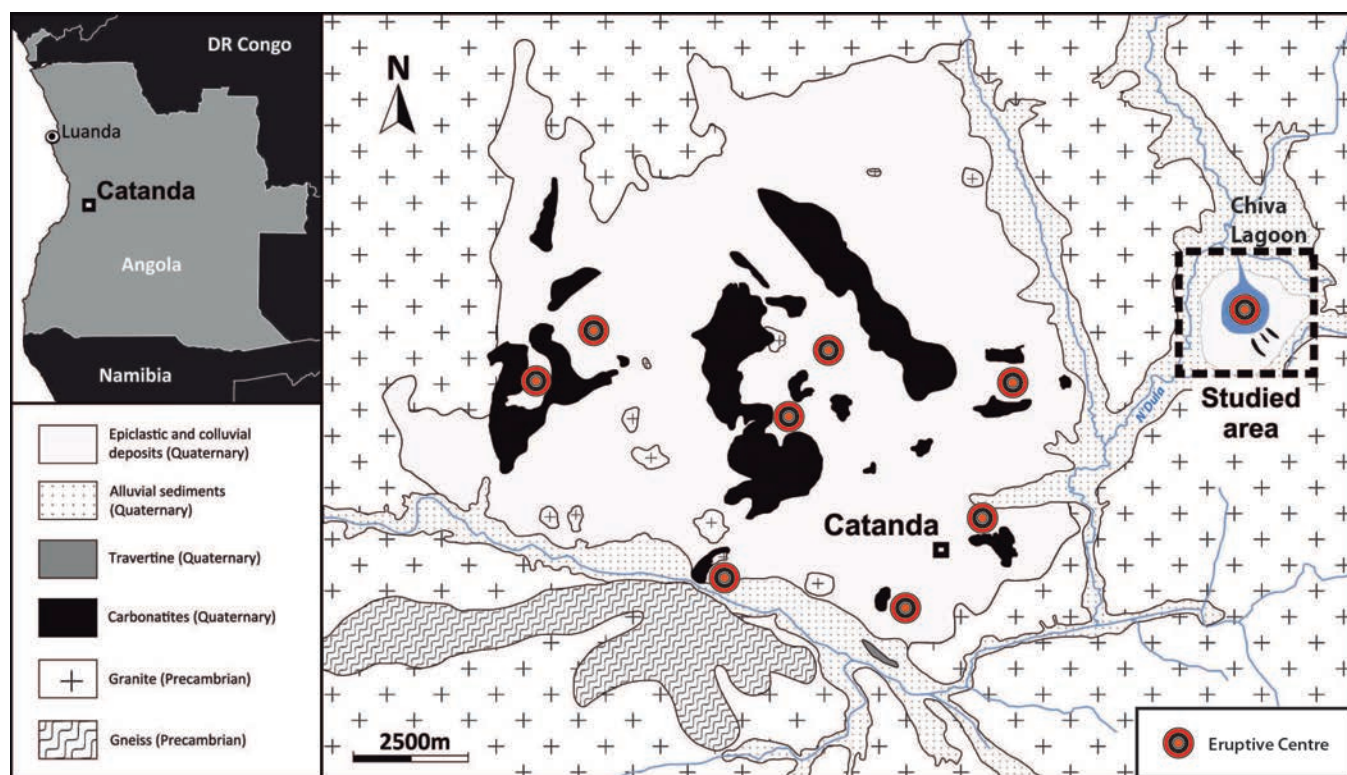 DR Congo
Luanda
Catanda
Angola
Namibia
Epiclastic and colluvial
deposits (Quaternary)
Alluvial sediments
(Quaternary)
Travertine (Quaternary)
Carbonatites (Quaternary)
Granite (Precambrian)
Gneiss (Precambrian)
N
Chiva
Lagoon
Studied
area
N'Dula
Catanda
2500m
Eruptive Centre